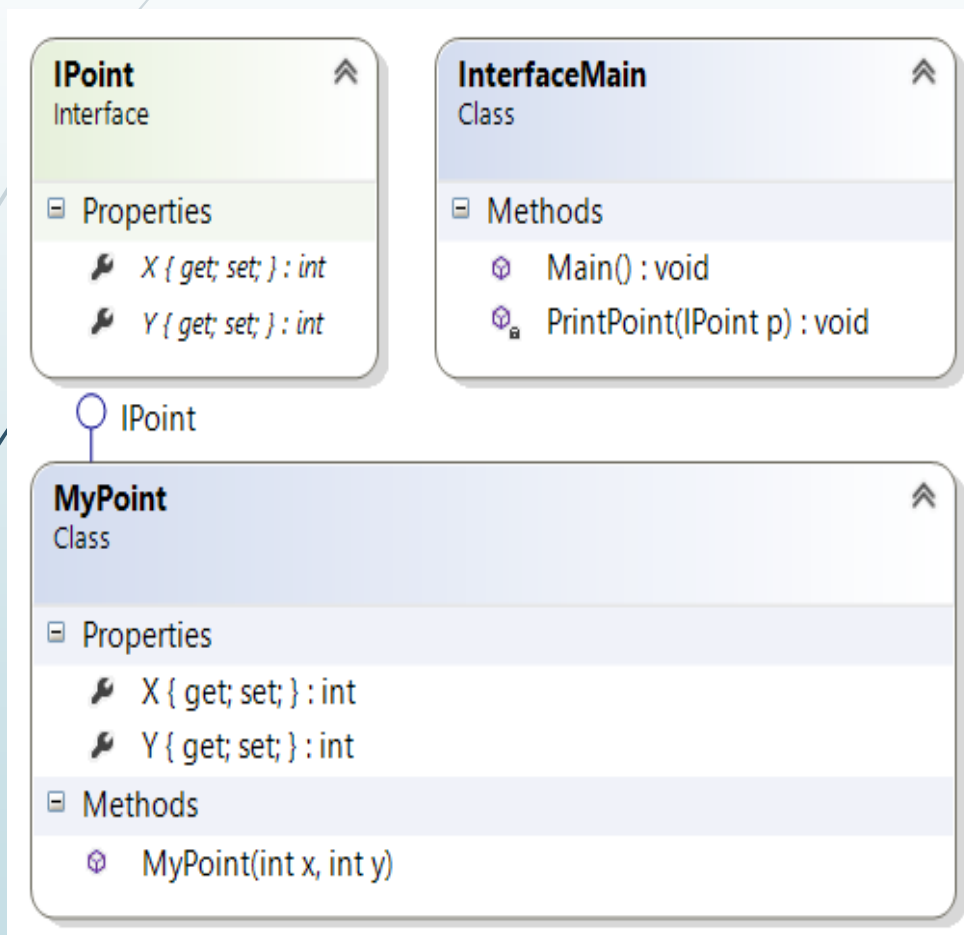 IPoint
Interface
Properties
X { get; set; } : int
Y { get; set; } : int
InterfaceMain
Class
Methods
Main() : void
PrintPoint(IPoint p) : void
IPoint
MyPoint
Class
Properties
X { get; set; } : int
Y { get; set; } : int
Methods
MyPoint(int x, int y)